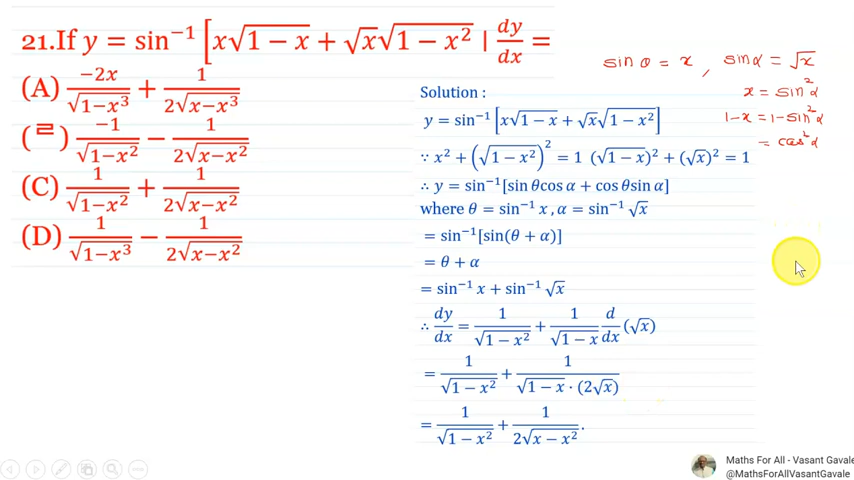 21.If y = sin⁻¹ [x√(1−x) + √x√(1−x²) | dy/dx =
(A) −2x/√(1−x³) + 1/(2√(x−x³))
(⇌) −1/√(1−x²) − 1/(2√(x−x²))
(C) 1/√(1−x²) + 1/(2√(x−x²))
(D) 1/√(1−x³) − 1/(2√(x−x²))
Solution :
y = sin⁻¹[x√(1−x) + √x√(1−x²)]
∵ x² + (√(1−x²))² = 1 (√(1−x))² + (√x)² = 1
∴ y = sin⁻¹[sin θcos α + cos θsin α]
where θ = sin⁻¹ x , α = sin⁻¹ √x
= sin⁻¹[sin(θ + α)]
= θ + α
= sin⁻¹ x + sin⁻¹ √x
∴ dy/dx = 1/√(1−x²) + 1/√(1−x) d/dx (√x)
= 1/√(1−x²) + 1/(√(1−x) · (2√x))
= 1/√(1−x²) + 1/(2√(x−x²)).
sin θ = x , sin α = √x
x = sin²α
1−x = 1−sin²α
= cos²α
Maths For All - Vasant Gavale
@MathsForAllVasantGavale